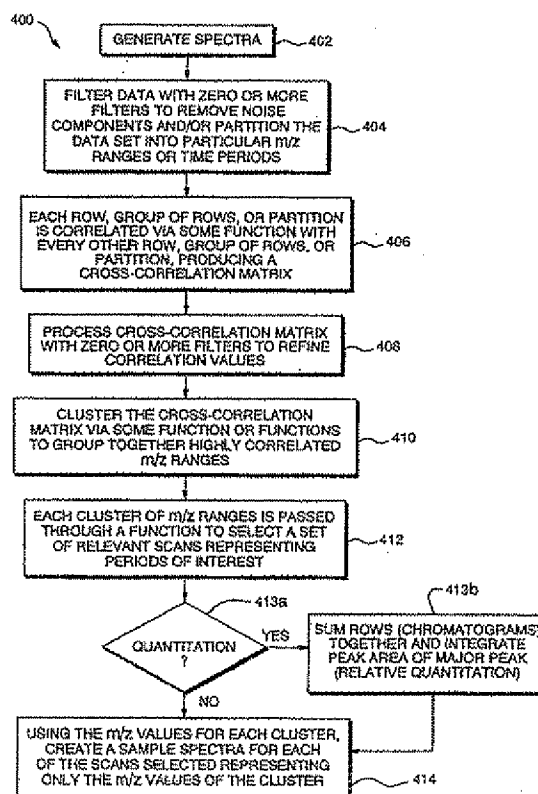 400
GENERATE SPECTRA
402
FILTER DATA WITH ZERO OR MORE
FILTERS TO REMOVE NOISE
COMPONENTS AND/OR PARTITION THE
DATA SET INTO PARTICULAR m/z
RANGES OR TIME PERIODS
404
EACH ROW, GROUP OF ROWS, OR PARTITION
IS CORRELATED VIA SOME FUNCTION WITH
EVERY OTHER ROW, GROUP OF ROWS, OR
PARTITION, PRODUCING A
CROSS-CORRELATION MATRIX
406
PROCESS CROSS-CORRELATION MATRIX
WITH ZERO OR MORE FILTERS TO REFINE
CORRELATION VALUES
408
CLUSTER THE CROSS-CORRELATION
MATRIX VIA SOME FUNCTION OR FUNCTIONS
TO GROUP TOGETHER HIGHLY CORRELATED
m/z RANGES
410
EACH CLUSTER OF m/z RANGES IS PASSED
THROUGH A FUNCTION TO SELECT A SET
OF RELEVANT SCANS REPRESENTING
PERIODS OF INTEREST
412
413a
QUANTITATION
?
YES
NO
413b
SUM ROWS (CHROMATOGRAMS)
TOGETHER AND INTEGRATE
PEAK AREA OF MAJOR PEAK
(RELATIVE QUANTITATION)
USING THE m/z VALUES FOR EACH CLUSTER,
CREATE A SAMPLE SPECTRA FOR EACH
OF THE SCANS SELECTED REPRESENTING
ONLY THE m/z VALUES OF THE CLUSTER
414